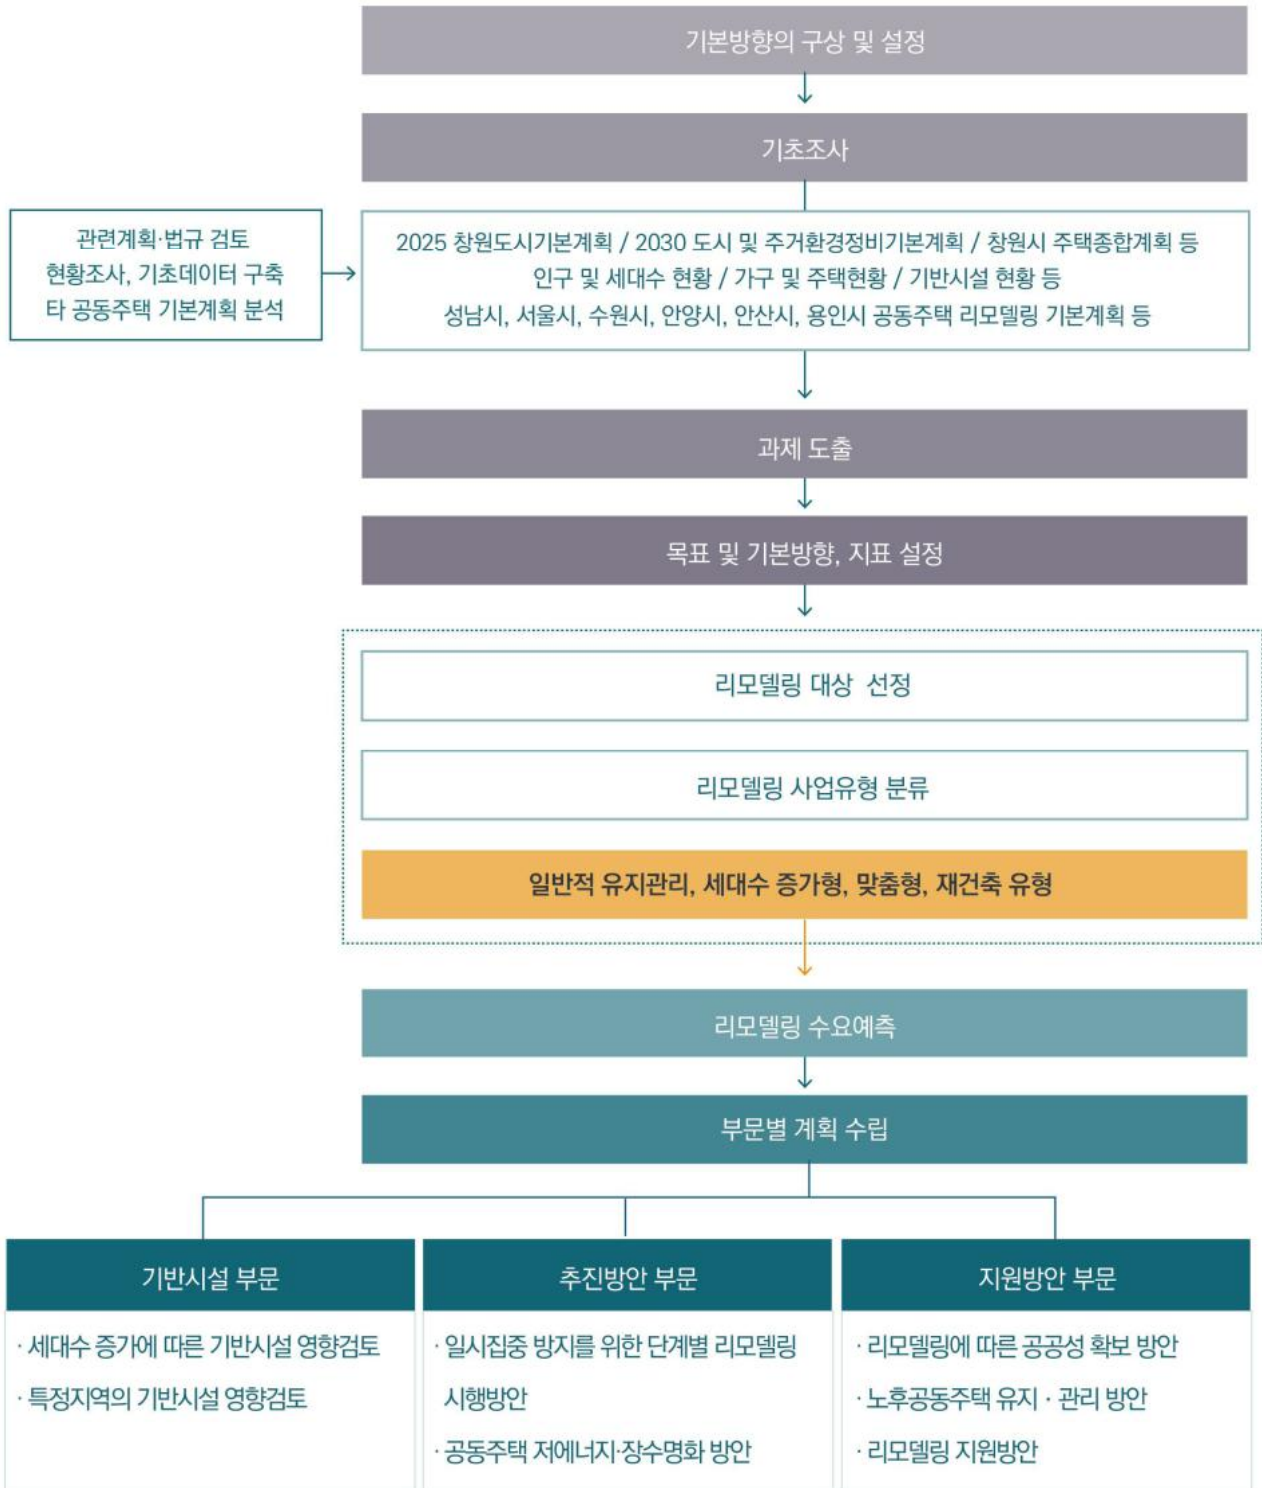 기본방향의 구상 및 설정
기초조사
관련계획·법규 검토
현황조사, 기초데이터 구축
타 공동주택 기본계획 분석
2025 창원도시기본계획 / 2030 도시 및 주거환경정비기본계획 / 창원시 주택종합계획 등
인구 및 세대수 현황 / 가구 및 주택현황 / 기반시설 현황 등
성남시, 서울시, 수원시, 안양시, 안산시, 용인시 공동주택 리모델링 기본계획 등
과제 도출
목표 및 기본방향, 지표 설정
리모델링 대상 선정
리모델링 사업유형 분류
일반적 유지관리, 세대수 증가형, 맞춤형, 재건축 유형
리모델링 수요예측
부문별 계획 수립
기반시설 부문
· 세대수 증가에 따른 기반시설 영향검토
· 특정지역의 기반시설 영향검토
추진방안 부문
· 일시집중 방지를 위한 단계별 리모델링
시행방안
· 공동주택 저에너지·장수명화 방안
지원방안 부문
· 리모델링에 따른 공공성 확보 방안
· 노후공동주택 유지 · 관리 방안
· 리모델링 지원방안